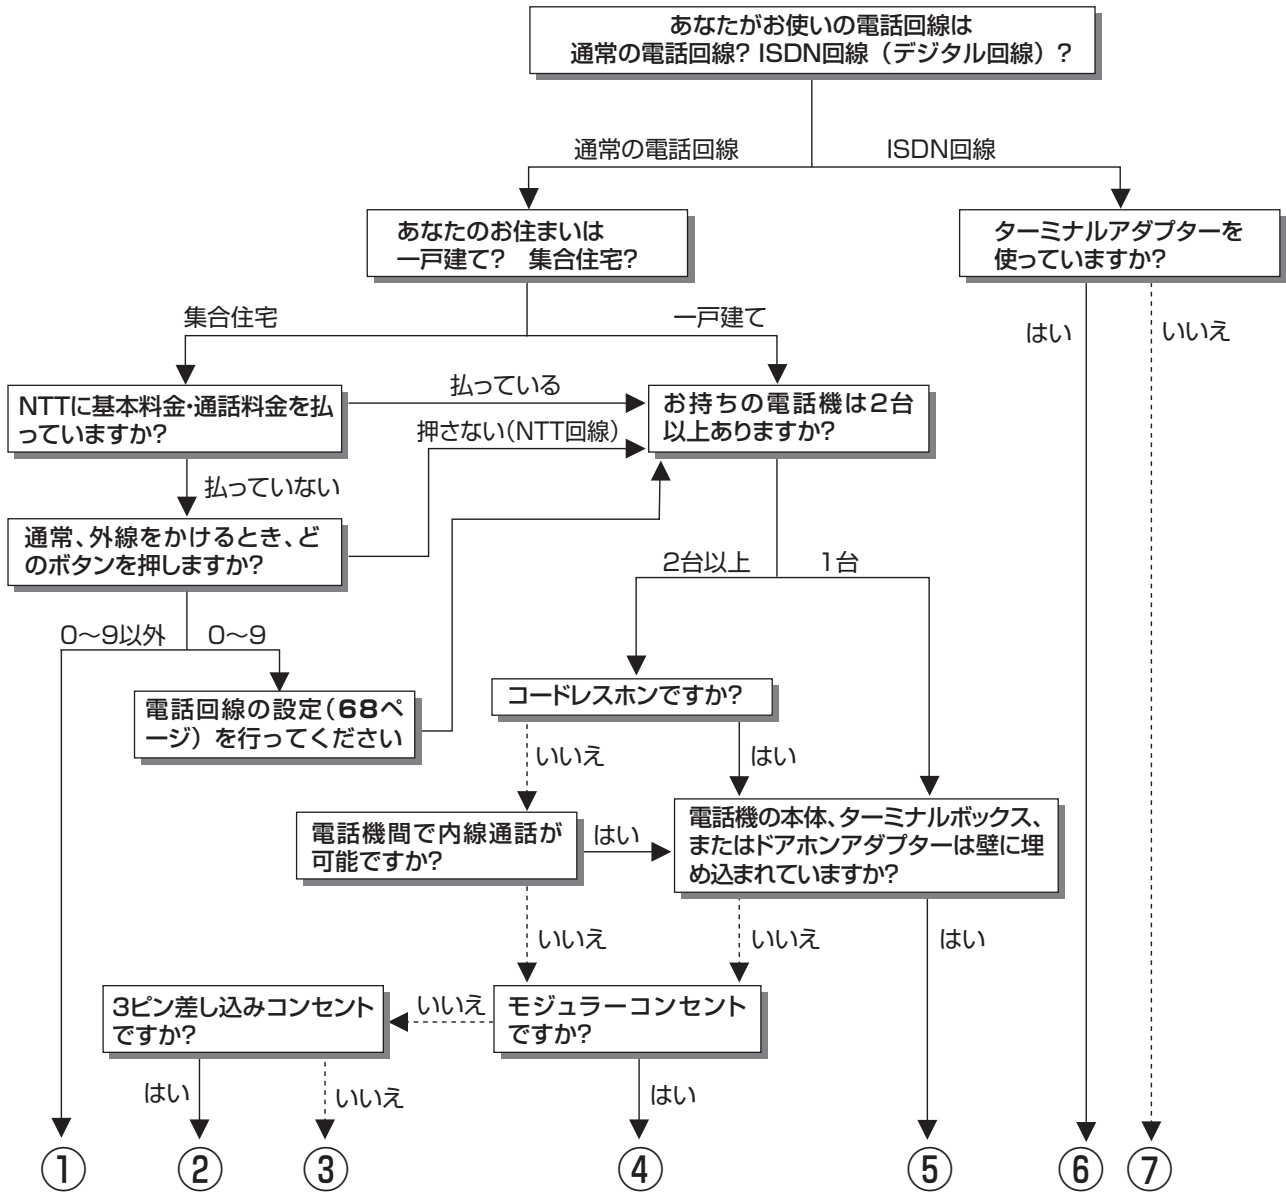 あなたがお使いの電話回線は
通常の電話回線? ISDN回線（デジタル回線）?
通常の電話回線
ISDN回線
あなたのお住まいは
一戸建て? 集合住宅?
ターミナルアダプターを
使っていますか?
集合住宅
一戸建て
はい
いいえ
NTTに基本料金・通話料金を払
っていますか?
払っている
お持ちの電話機は2台
以上ありますか?
押さない（NTT回線）
払っていない
通常、外線をかけるとき、ど
のボタンを押しますか?
2台以上
1台
0〜9以外
0〜9
電話回線の設定（68ペ
ージ）を行ってください
コードレスホンですか?
いいえ
はい
電話機間で内線通話が
可能ですか?
はい
電話機の本体、ターミナルボックス、
またはドアホンアダプターは壁に埋
め込まれていますか?
いいえ
いいえ
はい
3ピン差し込みコンセント
ですか?
いいえ
モジュラーコンセント
ですか?
はい
いいえ
はい
①
②
③
④
⑤
⑥
⑦